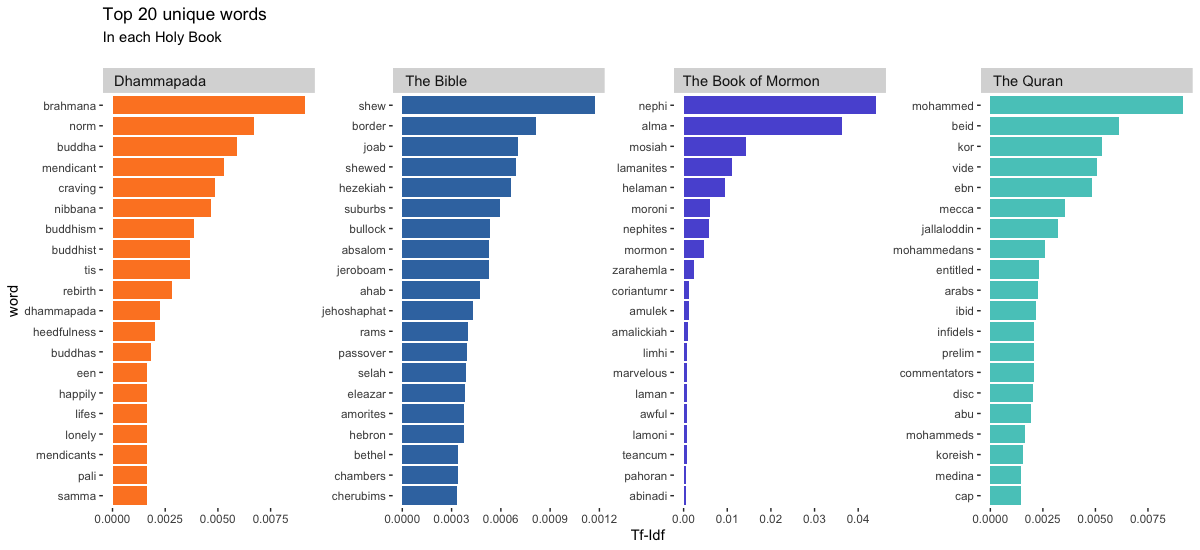 Top 20 unique words
In each Holy Book
Dhammapada
brahmana
norm
buddha
mendicant
craving
nibbana
buddhism
buddhist
tis
rebirth
dhammapada
heedfulness
buddhas
een
happily
lifes
lonely
mendicants
pali
samma
0.0000 0.0025 0.0050 0.0075
The Bible
shew
border
joab
shewed
hezekiah
suburbs
bullock
absalom
jeroboam
ahab
jehoshaphat
rams
passover
selah
eleazar
amorites
hebron
bethel
chambers
cherubims
0.0000 0.0003 0.0006 0.0009 0.0012
The Book of Mormon
nephi
alma
mosiah
lamanites
helaman
moroni
nephites
mormon
zarahemla
coriantumr
amulek
amalickiah
limhi
marvelous
laman
awful
lamoni
teancum
pahoran
abinadi
0.00 0.01 0.02 0.03 0.04
The Quran
mohammed
beid
kor
vide
ebn
mecca
jallaloddin
mohammedans
entitled
arabs
ibid
infidels
prelim
commentators
disc
abu
mohammeds
koreish
medina
cap
0.0000 0.0025 0.0050 0.0075
word
Tf-Idf